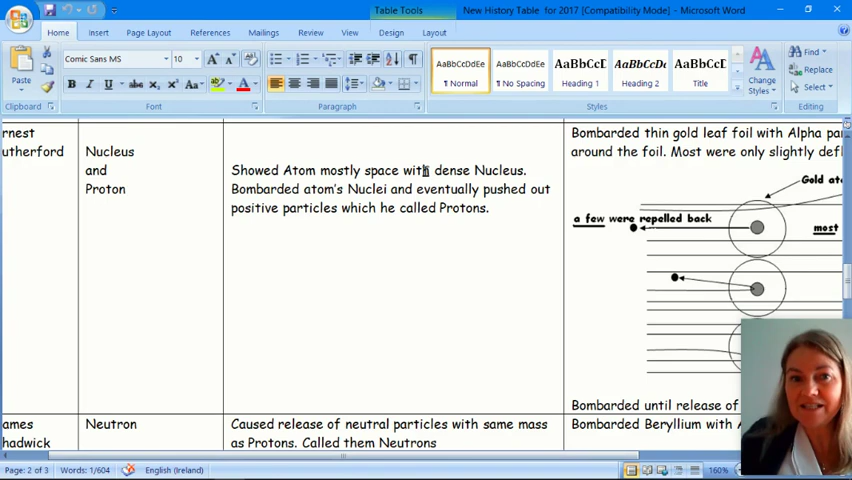 Table Tools
New History Table for 2017 [Compatibility Mode] - Microsoft Word
Home Insert Page Layout References Mailings Review View Design Layout
Paste
Clipboard
Comic Sans MS 10
Font
Paragraph
AaBbCcDdEe AaBbCcDdEe AaBbCcD AaBbCcDdE AaBbCcD
¶ Normal ¶ No Spacing Heading 1 Heading 2 Title
Change
Styles
Styles
Find
Replace
Select
Editing
rnest
utherford
Nucleus
and
Proton
Showed Atom mostly space with dense Nucleus.
Bombarded atom's Nuclei and eventually pushed out
positive particles which he called Protons.
Bombarded thin gold leaf foil with Alpha pa
around the foil. Most were only slightly defl
Gold at
a few were repelled back
most
Bombarded until release of
ames
hadwick
Neutron
Caused release of neutral particles with same mass
as Protons. Called them Neutrons
Bombarded Beryllium with A
Page: 2 of 3 Words: 1/604 English (Ireland) 160%